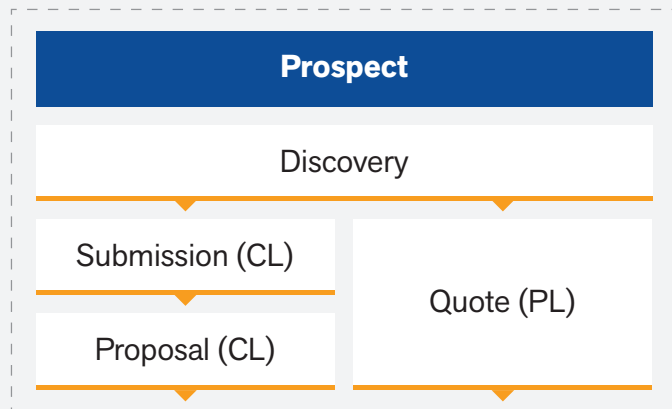 Prospect
Discovery
Submission (CL)
Quote (PL)
Proposal (CL)